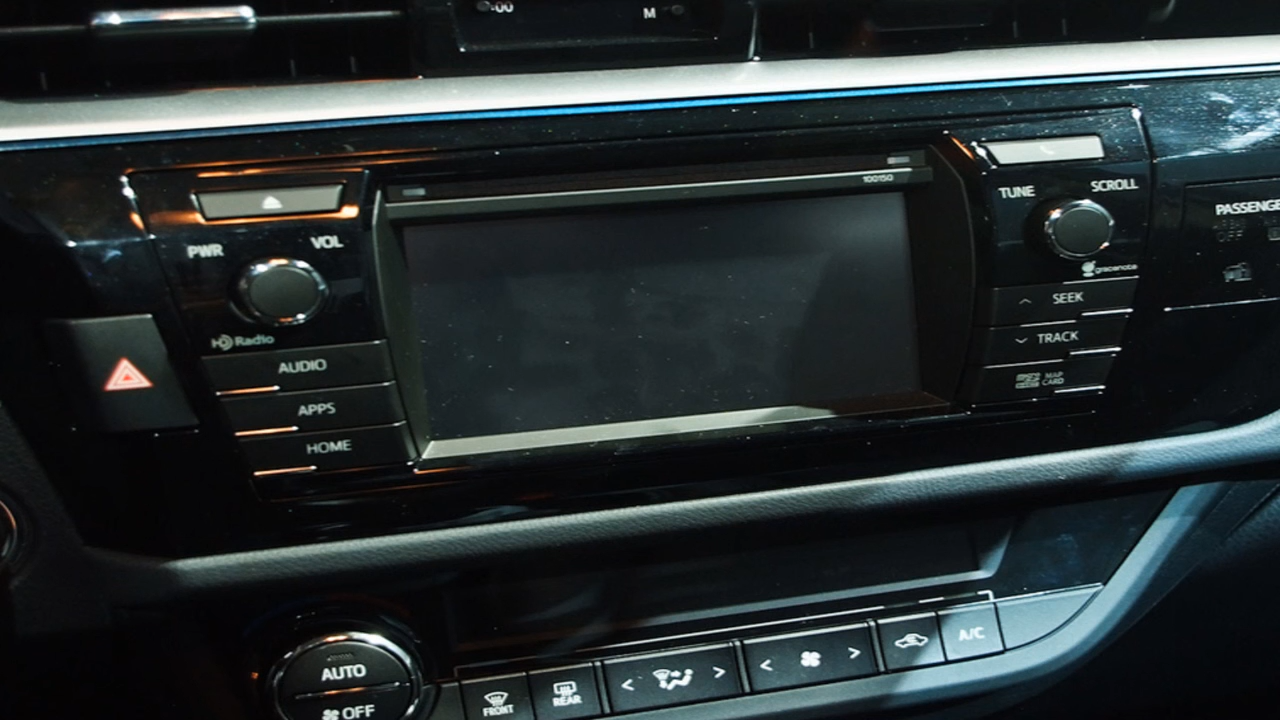 :00
M
100150
PWR
VOL
HD Radio
AUDIO
APPS
HOME
TUNE
SCROLL
gracenote
SEEK
TRACK
MAP
CARD
AUTO
OFF
FRONT
REAR
A/C